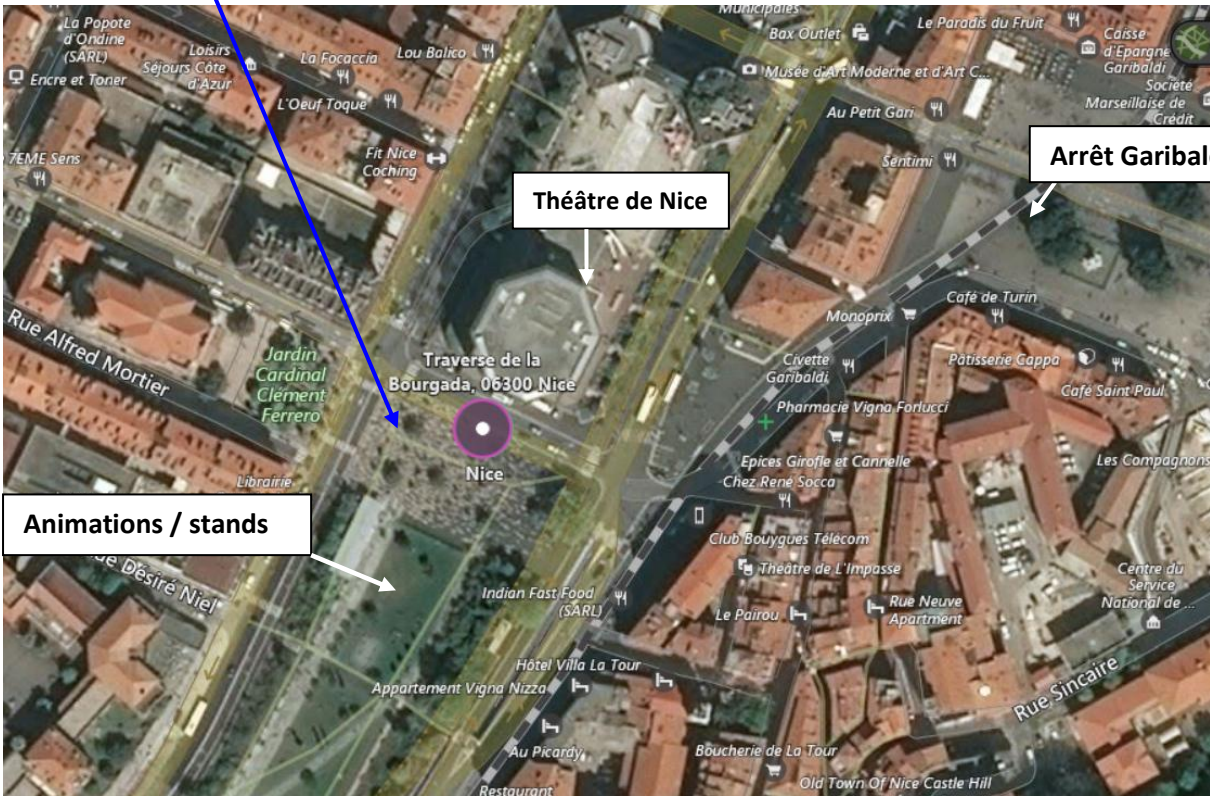 Municipales
La Popote
d'Ondine
(SARL)
Bax Outlet
Le Paradis du Fruit
Caisse
d'Epargne
Garibaldi
Loisirs
Séjours Côte
d'Azur
La Focaccia
Lou Balico
Encre et Toner
Musée d'Art Moderne et d'Art C...
Société
Marseillaise de
Crédit
L'Oeuf Toque
Au Petit Gari
Fit Nice
Coching
7EME Sens
Sentimi
Arrêt Garibal
Théâtre de Nice
Café de Turin
Monoprix
Rue Alfred Mortier
Jardin
Cardinal
Clément
Ferrero
Traverse de la
Bourgada, 06300 Nice
Civette
Garibaldi
Pâtisserie Cappa
Café Saint Paul
Pharmacie Vigna Forlucci
Nice
Epices Girofle et Cannelle
Les Compagnons
Librairie
Chez René Socca
Animations / stands
Club Bouygues Télecom
Théatre de L'Impasse
Centre du
Service
National de ...
Désiré Niel
Indian Fast Food
(SARL)
Le Pairou
Rue Neuve
Apartment
Hôtel Villa La Tour
Appartement Vigna Nizza
Rue Sincaire
Au Picardy
Boucherie de La Tour
Restaurant
Old Town Of Nice Castle Hill